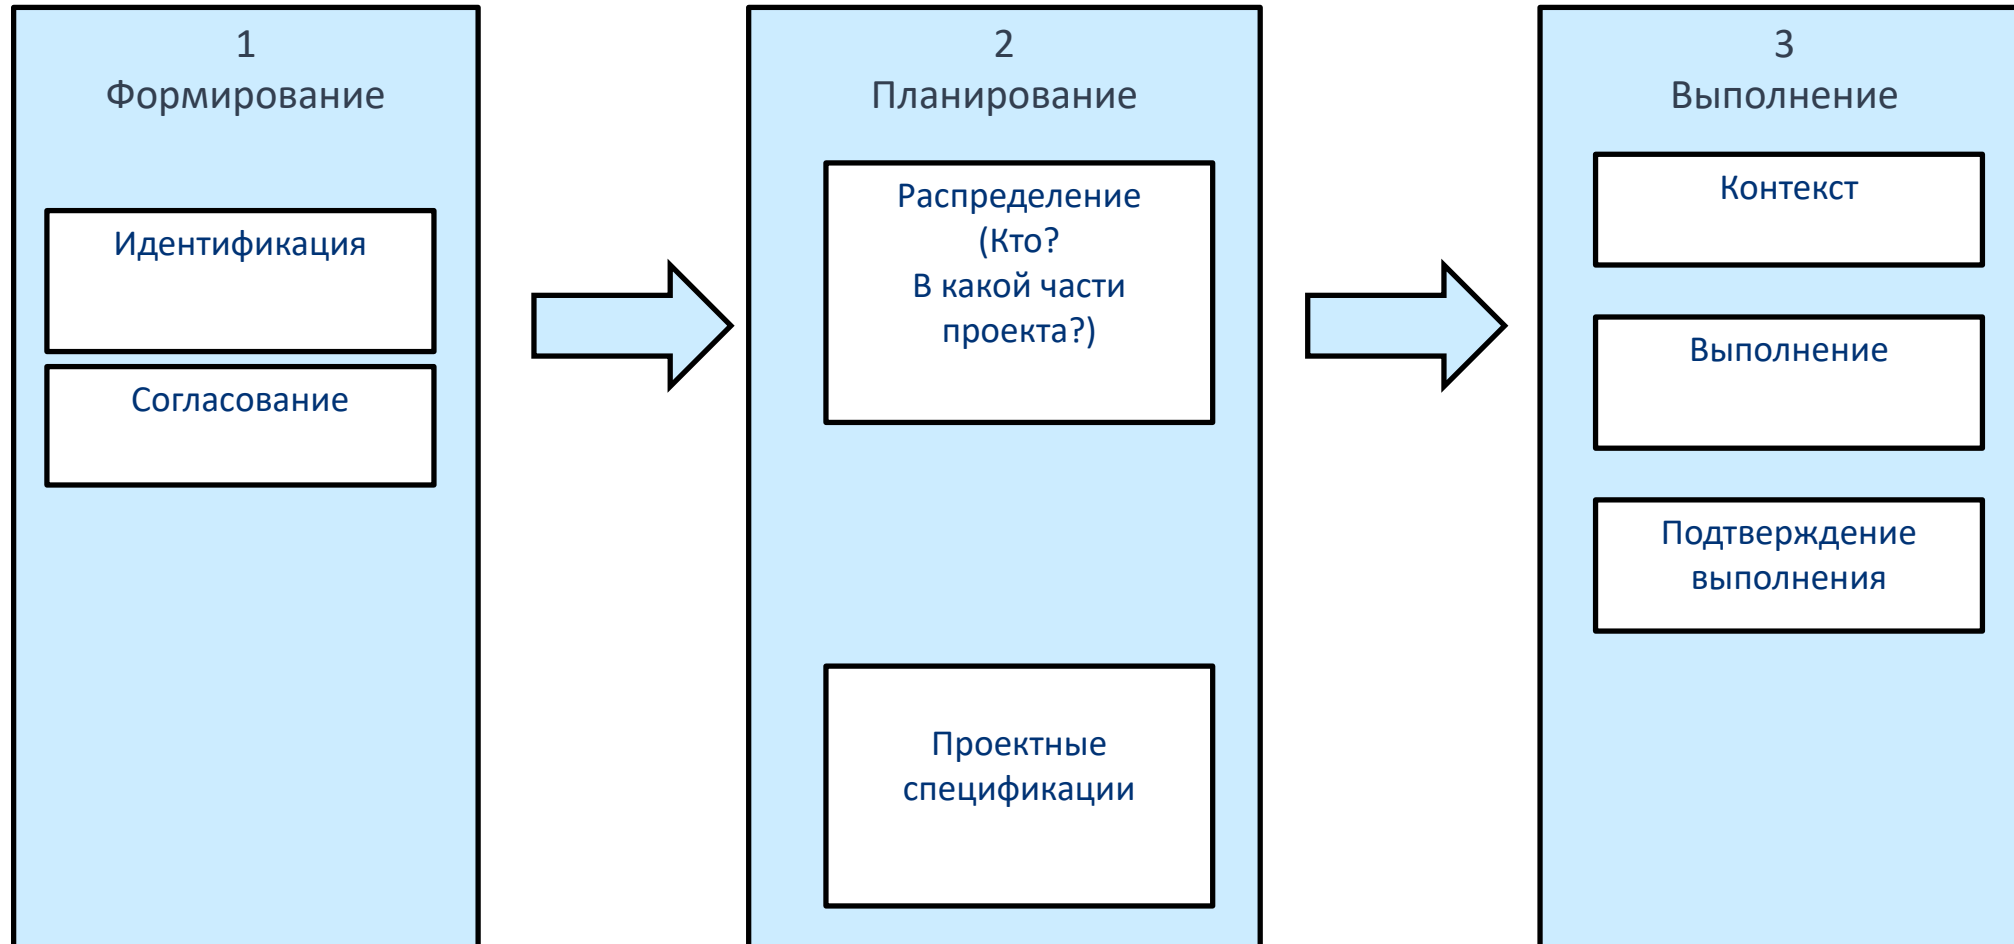 1
Формирование
Идентификация
Согласование
2
Планирование
Распределение
(Кто?
В какой части
проекта?)
Проектные
спецификации
3
Выполнение
Контекст
Выполнение
Подтверждение
выполнения